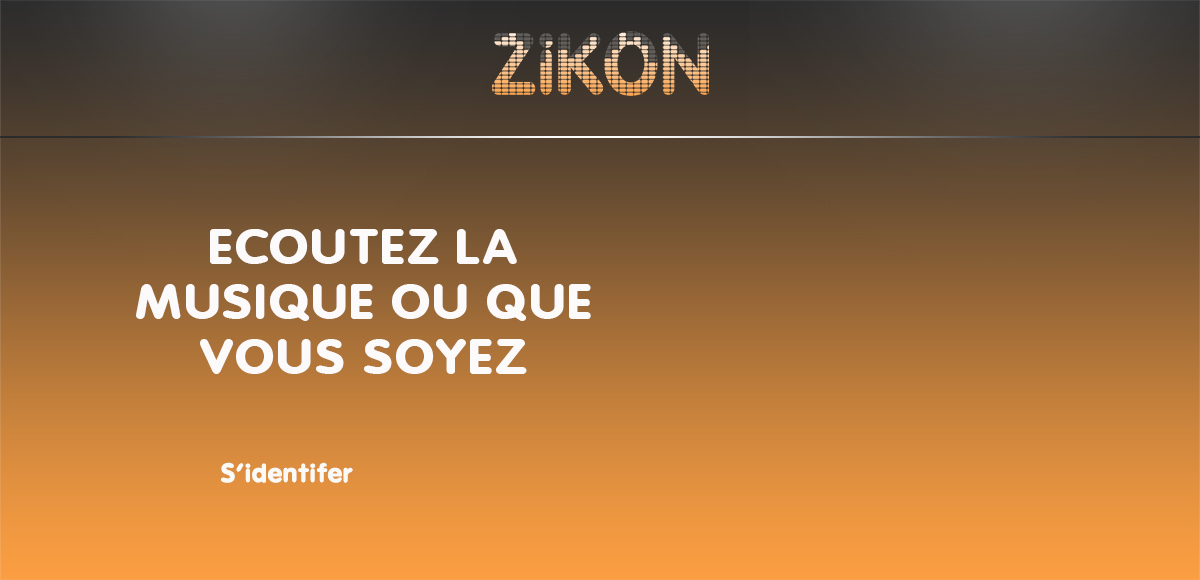 ZiKON
ECOUTEZ LA
MUSIQUE OU QUE
VOUS SOYEZ
S'identifer